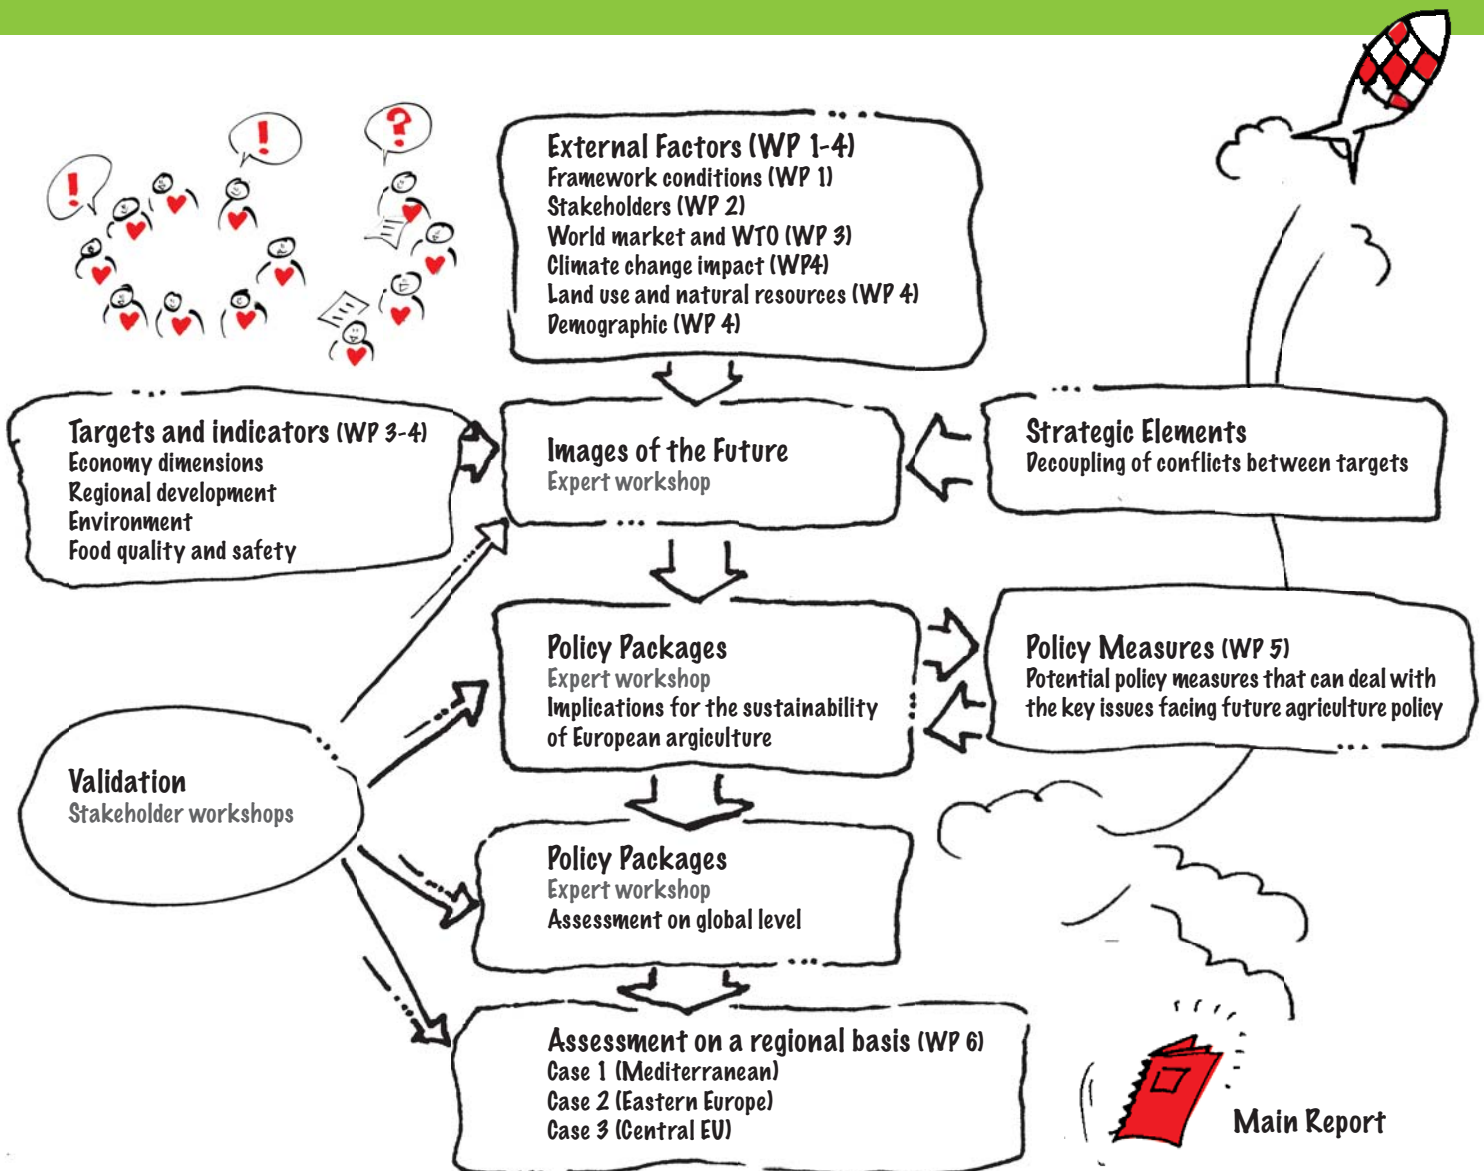 !
!
?
External Factors (WP 1-4)
Framework conditions (WP 1)
Stakeholders (WP 2)
World market and WTO (WP 3)
Climate change impact (WP4)
Land use and natural resources (WP 4)
Demographic (WP 4)
Targets and indicators (WP 3-4)
Economy dimensions
Regional development
Environment
Food quality and safety
Images of the Future
Expert workshop
Strategic Elements
Decoupling of conflicts between targets
Policy Packages
Expert workshop
Implications for the sustainability
of European argiculture
Policy Measures (WP 5)
Potential policy measures that can deal with
the key issues facing future agriculture policy
Validation
Stakeholder workshops
Policy Packages
Expert workshop
Assessment on global level
Assessment on a regional basis (WP 6)
Case 1 (Mediterranean)
Case 2 (Eastern Europe)
Case 3 (Central EU)
Main Report